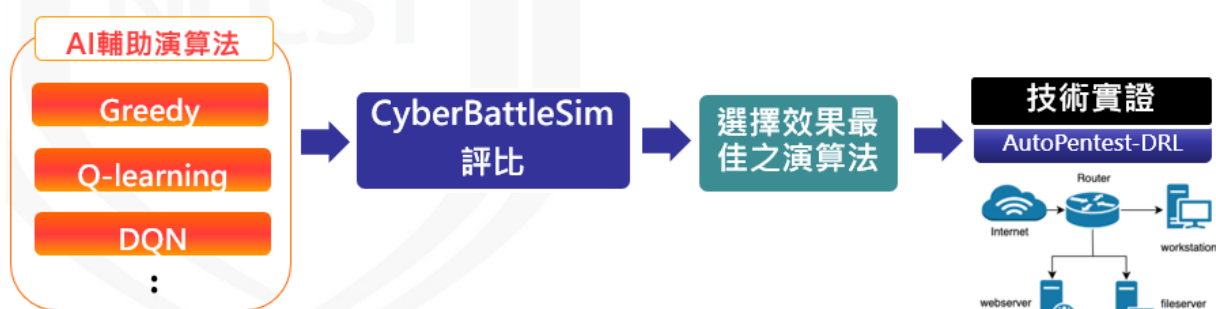 AI輔助演算法
Greedy
Q-learning
DQN
:
CyberBattleSim
評比
選擇效果最
佳之演算法
技術實證
AutoPentest-DRL
Router
Internet
workstation
webserver
fileserver